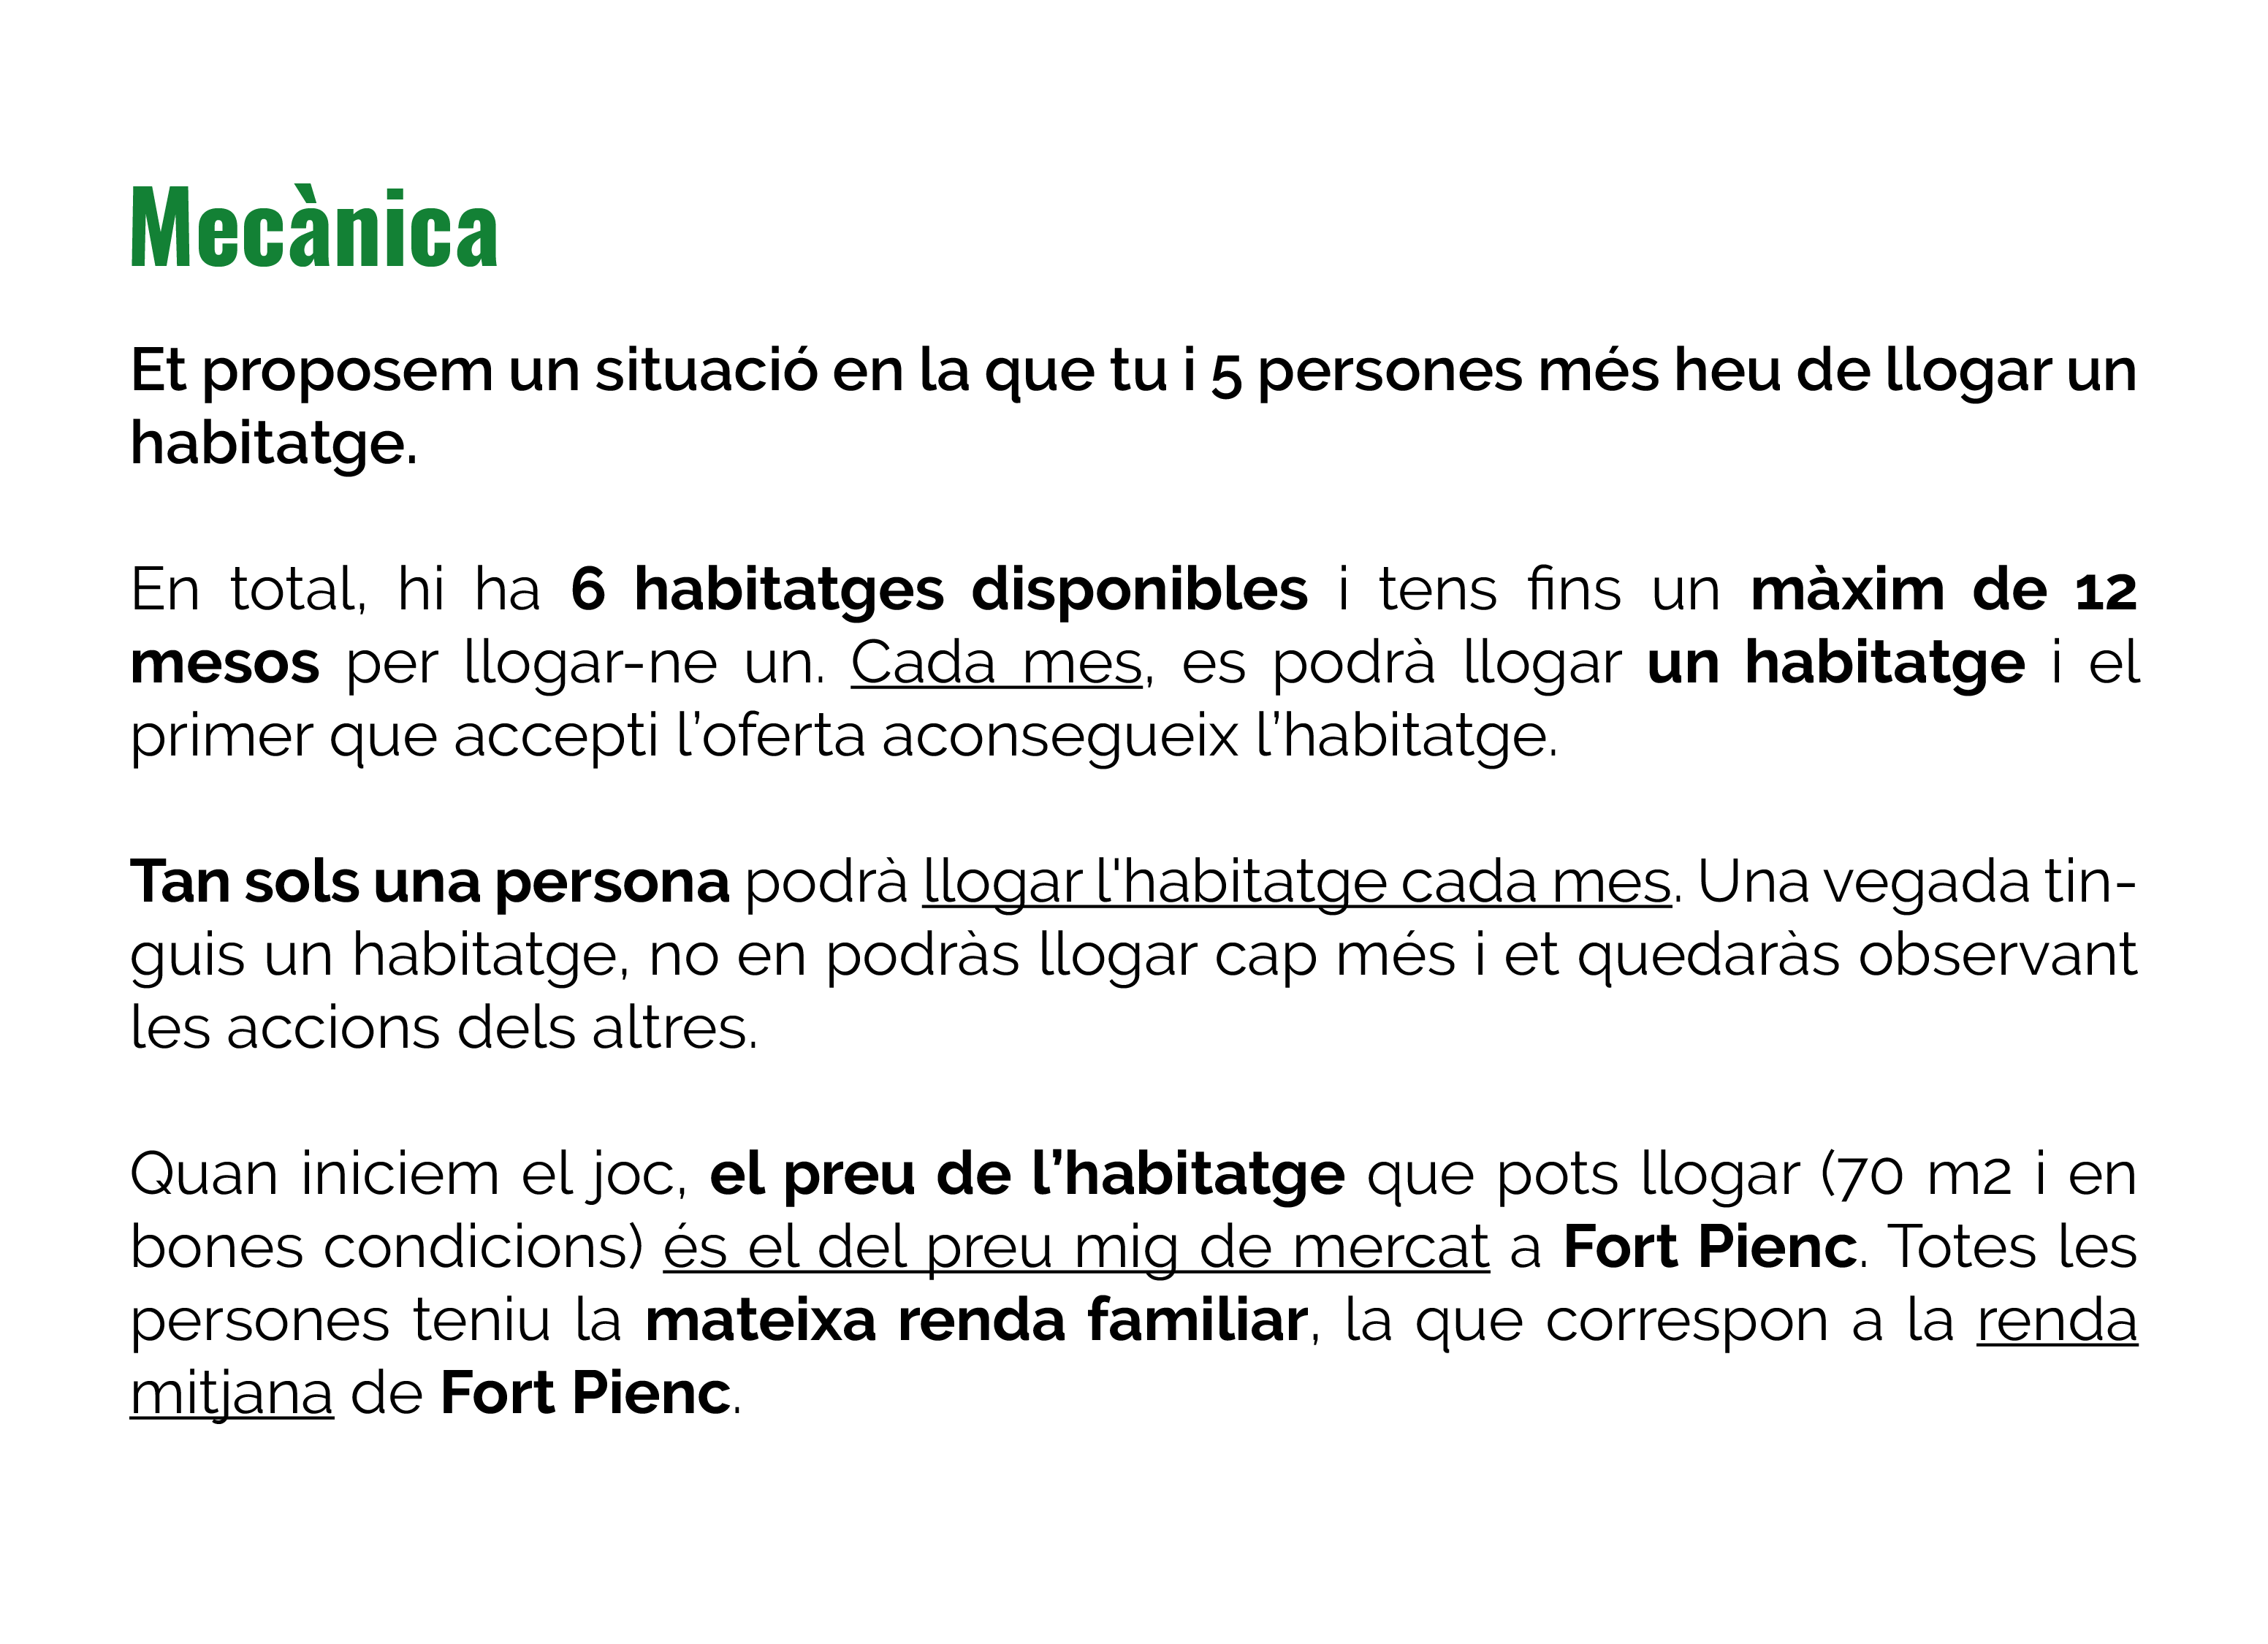 Mecànica
Et proposem un situació en la que tu i 5 persones més heu de llogar un
habitatge.
En total, hi ha 6 habitatges disponibles i tens fins un màxim de 12
mesos per llogar-ne un. Cada mes, es podrà llogar un habitatge i el
primer que accepti l’oferta aconsegueix l’habitatge.
Tan sols una persona podrà llogar l'habitatge cada mes. Una vegada tin-
guis un habitatge, no en podràs llogar cap més i et quedaràs observant
les accions dels altres.
Quan iniciem el joc, el preu de l’habitatge que pots llogar (70 m2 i en
bones condicions) és el del preu mig de mercat a Fort Pienc. Totes les
persones teniu la mateixa renda familiar, la que correspon a la renda
mitjana de Fort Pienc.